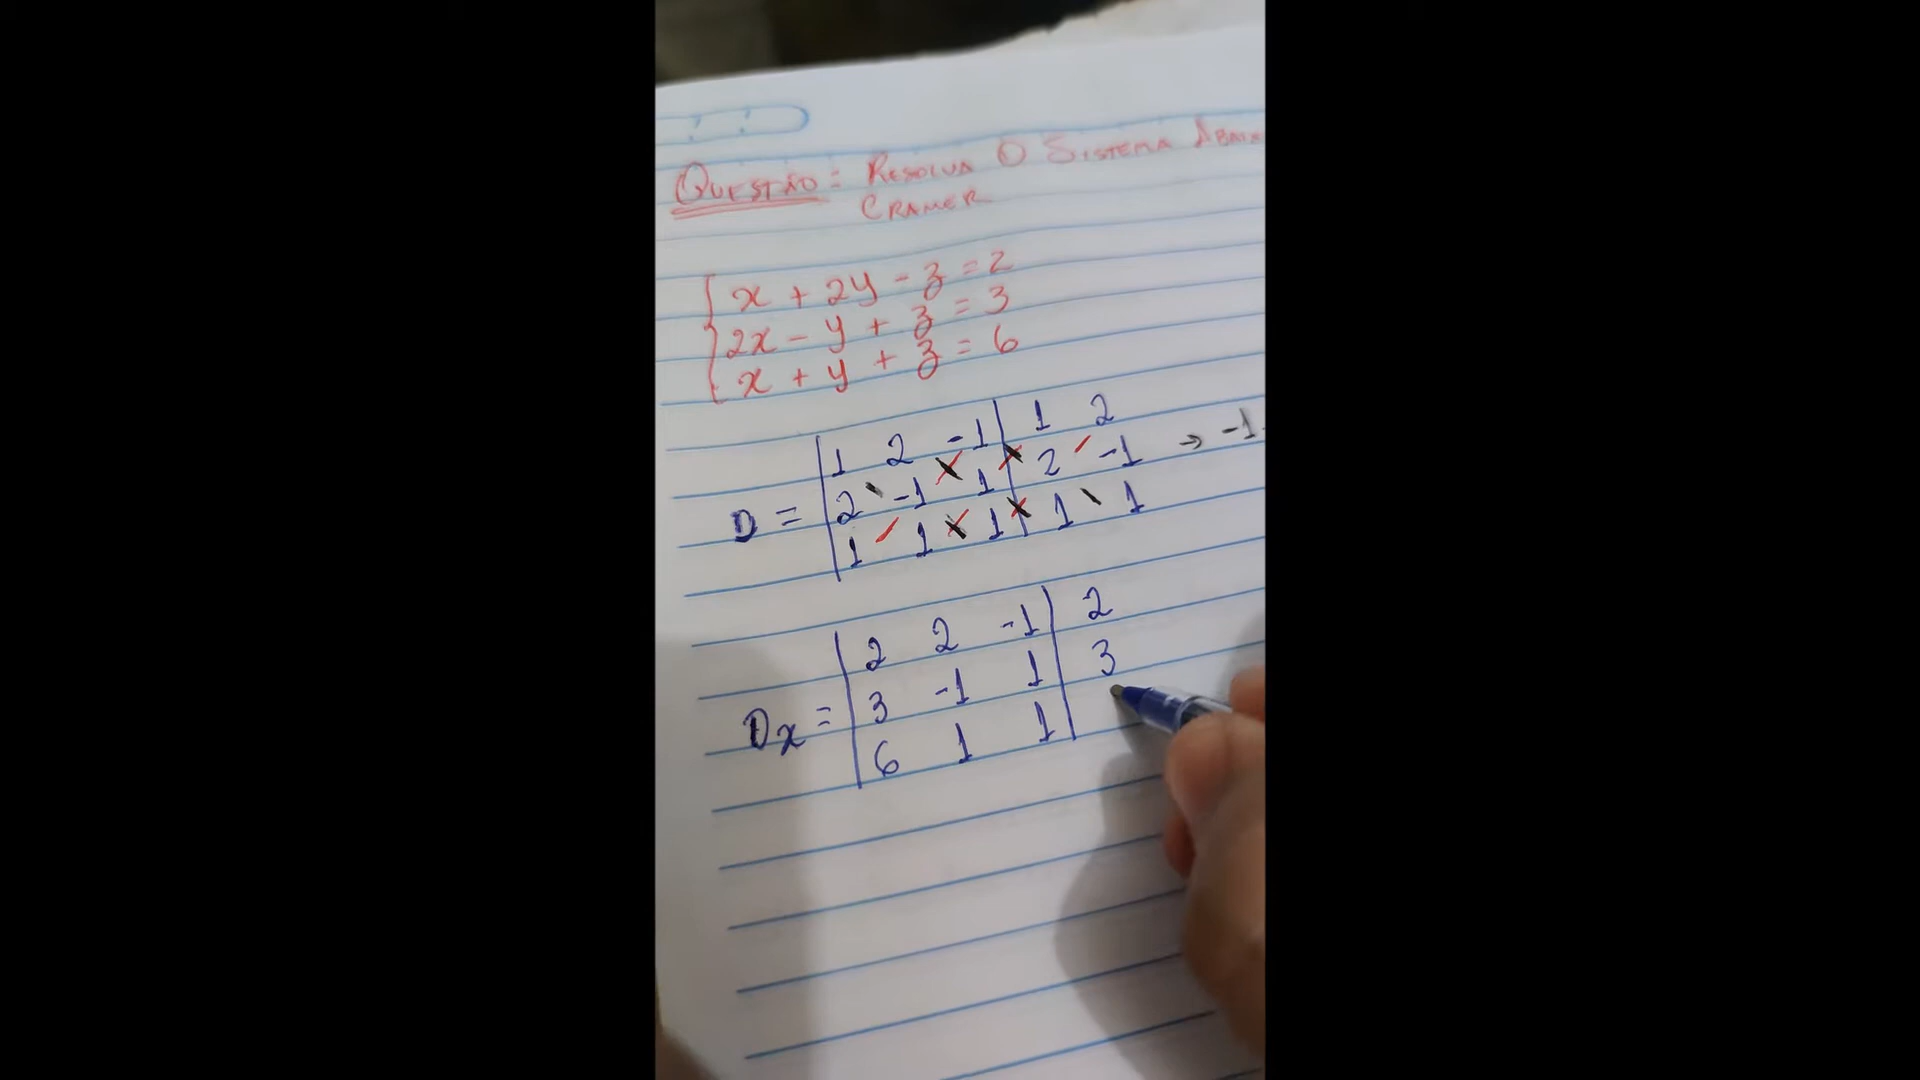 QUESTÃO: RESOLVA O SISTEMA
CRAMER
x + 2y - z = 2
2x - y + z = 3
x + y + z = 6
1 2 -1 | 1 2
D = | 2 -1 1 | 2 -1 → -1
1 1 1 | 1 1
2 2 -1 | 2
Dx = | 3 -1 1 | 3
6 1 1 |